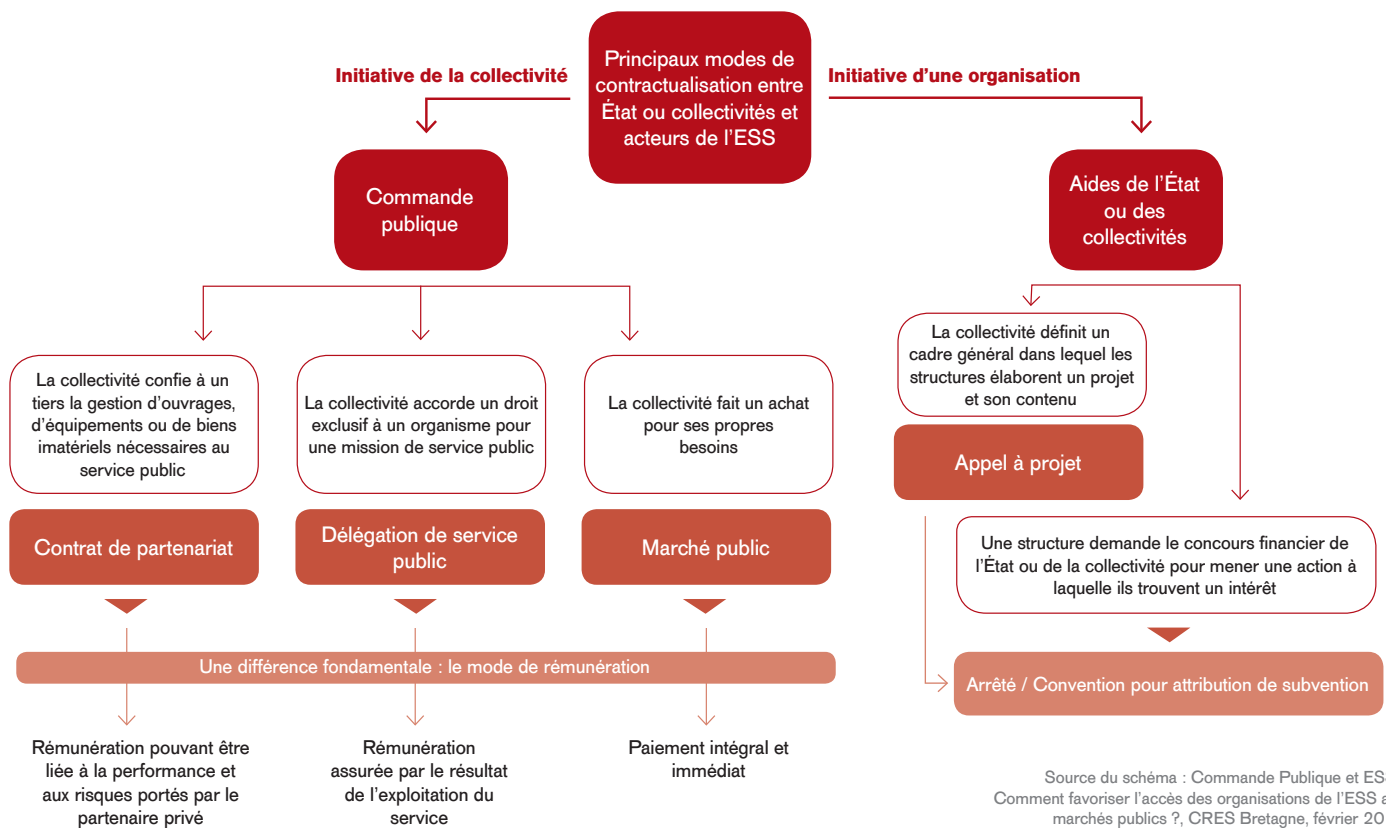 Principaux modes de
contractualisation entre
État ou collectivités et
acteurs de l'ESS
Initiative de la collectivité
Initiative d'une organisation
Commande
publique
Aides de l'État
ou des
collectivités
La collectivité confie à un
tiers la gestion d'ouvrages,
d'équipements ou de biens
imatériels nécessaires au
service public
Contrat de partenariat
La collectivité accorde un droit
exclusif à un organisme pour
une mission de service public
Délégation de service
public
La collectivité fait un achat
pour ses propres
besoins
Marché public
La collectivité définit un
cadre général dans lequel les
structures élaborent un projet
et son contenu
Appel à projet
Une structure demande le concours financier de
l'État ou de la collectivité pour mener une action à
laquelle ils trouvent un intérêt
Arrêté / Convention pour attribution de subvention
Une différence fondamentale : le mode de rémunération
Rémunération pouvant être
liée à la performance et
aux risques portés par le
partenaire privé
Rémunération
assurée par le résultat
de l'exploitation du
service
Paiement intégral et
immédiat
Source du schéma : Commande Publique et
Comment favoriser l'accès des organisations de l'ESS
marchés publics ?, CRES Bretagne, février